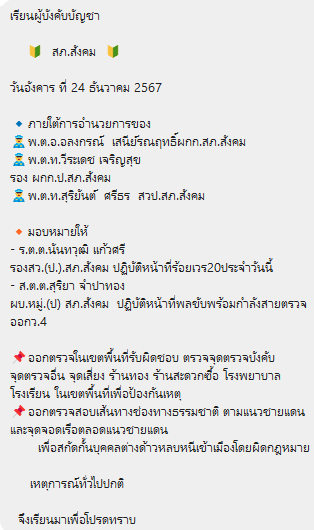 เรียนผู้บังคับบัญชา
🔰 สภ.สังคม 🔰
วันอังคาร ที่ 24 ธันวาคม 2567
🔹ภายใต้การอำนวยการของ
👮พ.ต.อ.อลงกรณ์ เสนีย์รณฤทธิ์ผกก.สภ.สังคม
👮พ.ต.ท.วีระเดช เจริญสุข
รอง ผกก.ป.สภ.สังคม
👮พ.ต.ท.สุริยันต์ ศรีธร สวป.สภ.สังคม
🔸มอบหมายให้
- ร.ต.ต.นันทวุฒิ แก้วศรี
รองสว.(ป.).สภ.สังคม ปฏิบัติหน้าที่ร้อยเวร20ประจำวันนี้
- ส.ต.ต.สุริยา จำปาทอง
ผบ.หมู่.(ป) สภ.สังคม ปฏิบัติหน้าที่พลขับพร้อมกำลังสายตรวจ
ออกว.4
📌ออกตรวจในเขตพื้นที่รับผิดชอบ ตรวจจุดตรวจบังคับ
จุดตรวจอื่น จุดเสี่ยง ร้านทอง ร้านสะดวกซื้อ โรงพยาบาล
โรงเรียน ในเขตพื้นที่เพื่อป้องกันเหตุ
📌ออกตรวจสอบเส้นทางช่องทางธรรมชาติ ตามแนวชายแดน
และจุดจอดเรือตลอดแนวชายแดน
เพื่อสกัดกั้นบุคคลต่างด้าวหลบหนีเข้าเมืองโดยผิดกฎหมาย
เหตุการณ์ทั่วไปปกติ
จึงเรียนมาเพื่อโปรดทราบ